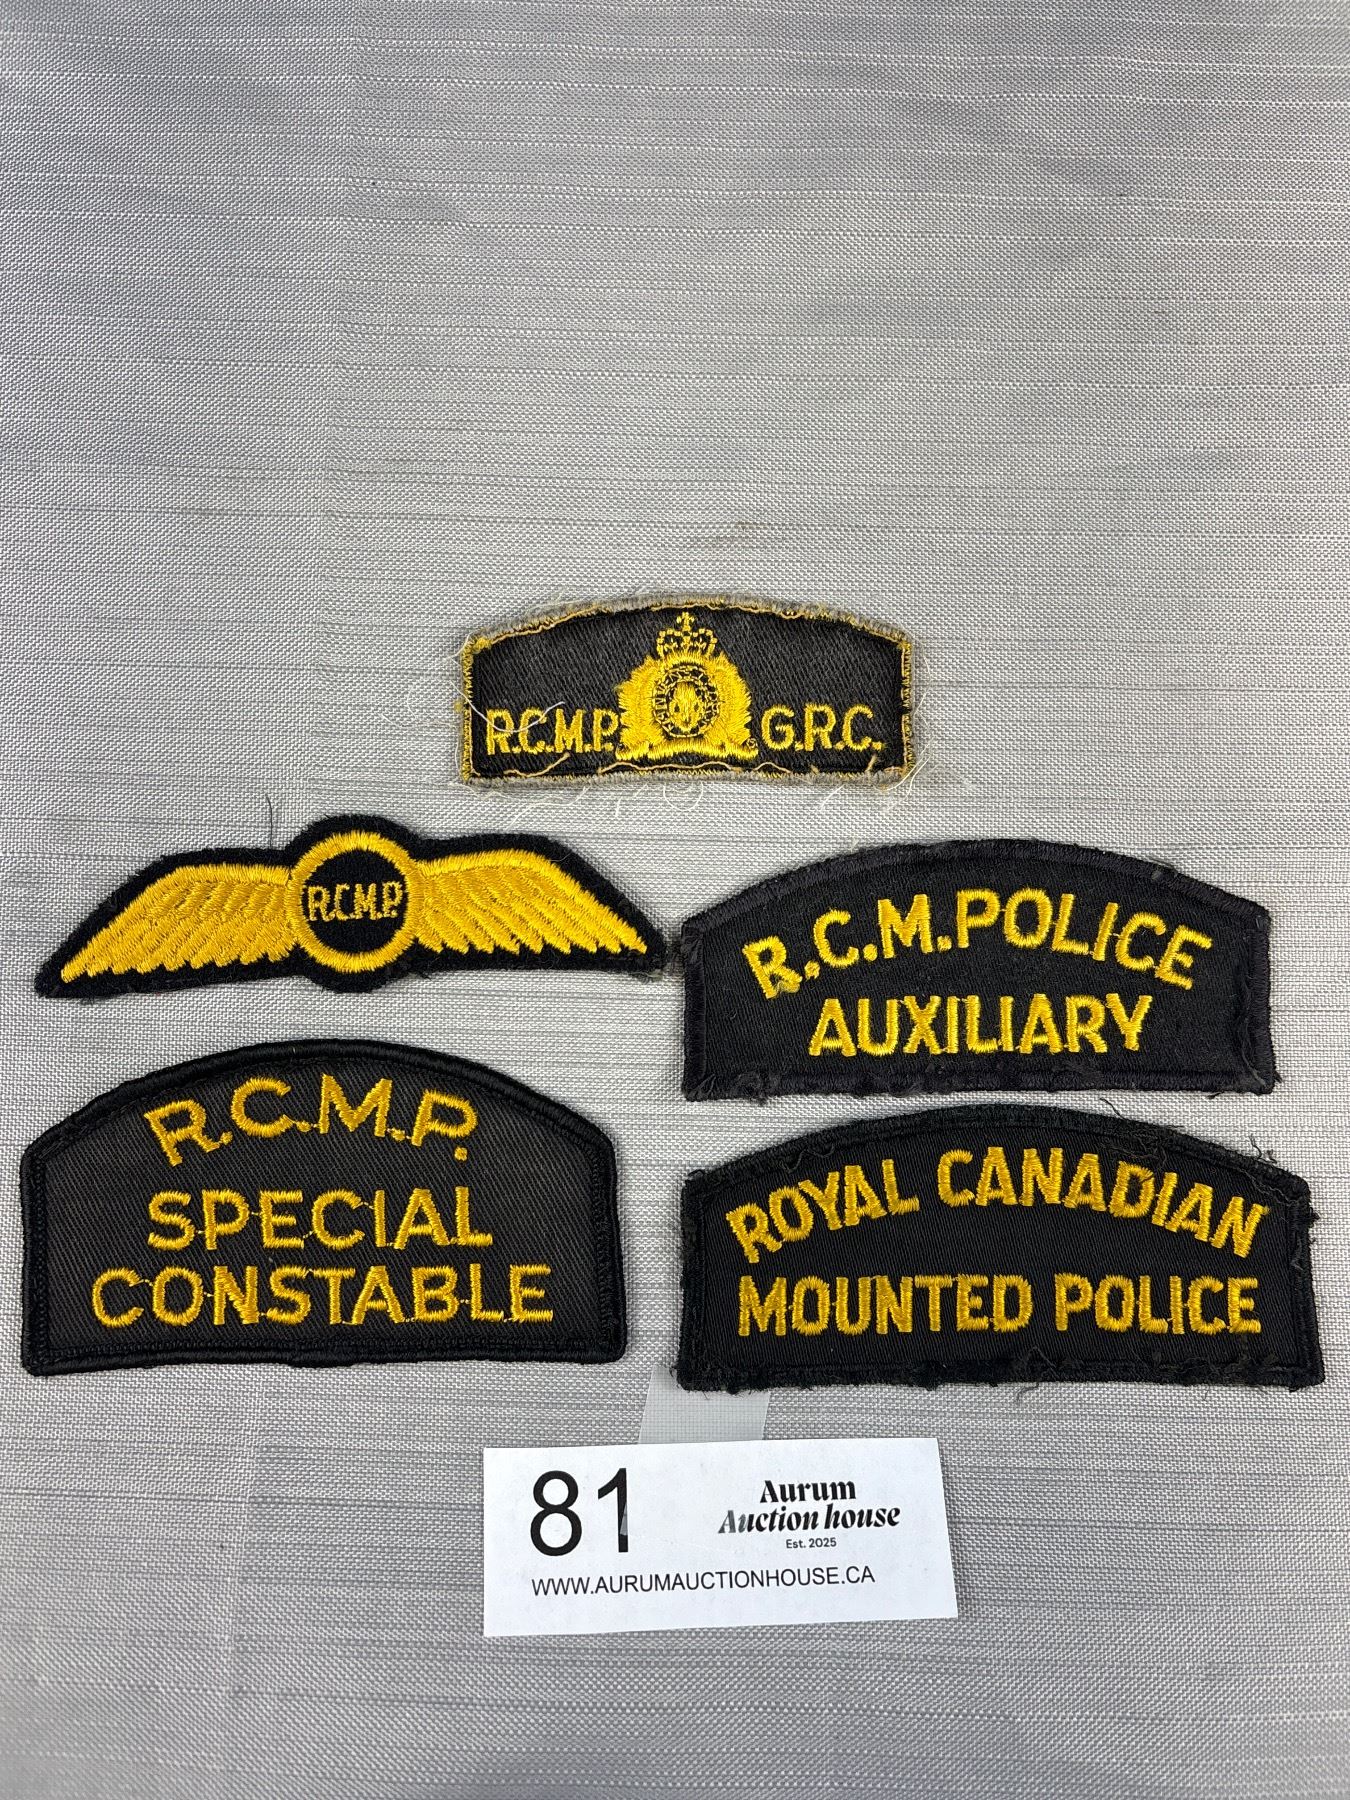 R.C.M.P. G.R.C.
R.C.M.P.
R.C.M.POLICE
AUXILIARY
R.C.M.P.
SPECIAL
CONSTABLE
ROYAL CANADIAN
MOUNTED POLICE
81
Aurum
Auction house
Est. 2025
WWW.AURUMAUCTIONHOUSE.CA